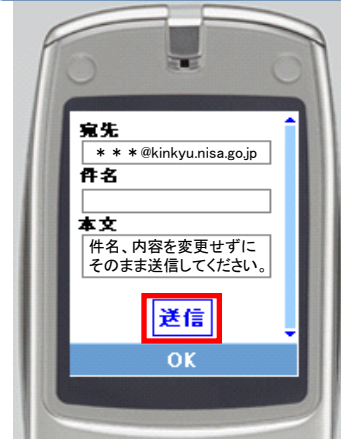 宛先
＊＊＊@kinkyu.nisa.go.jp
件名
本文
件名、内容を変更せずに
そのまま送信してください。
送信
OK